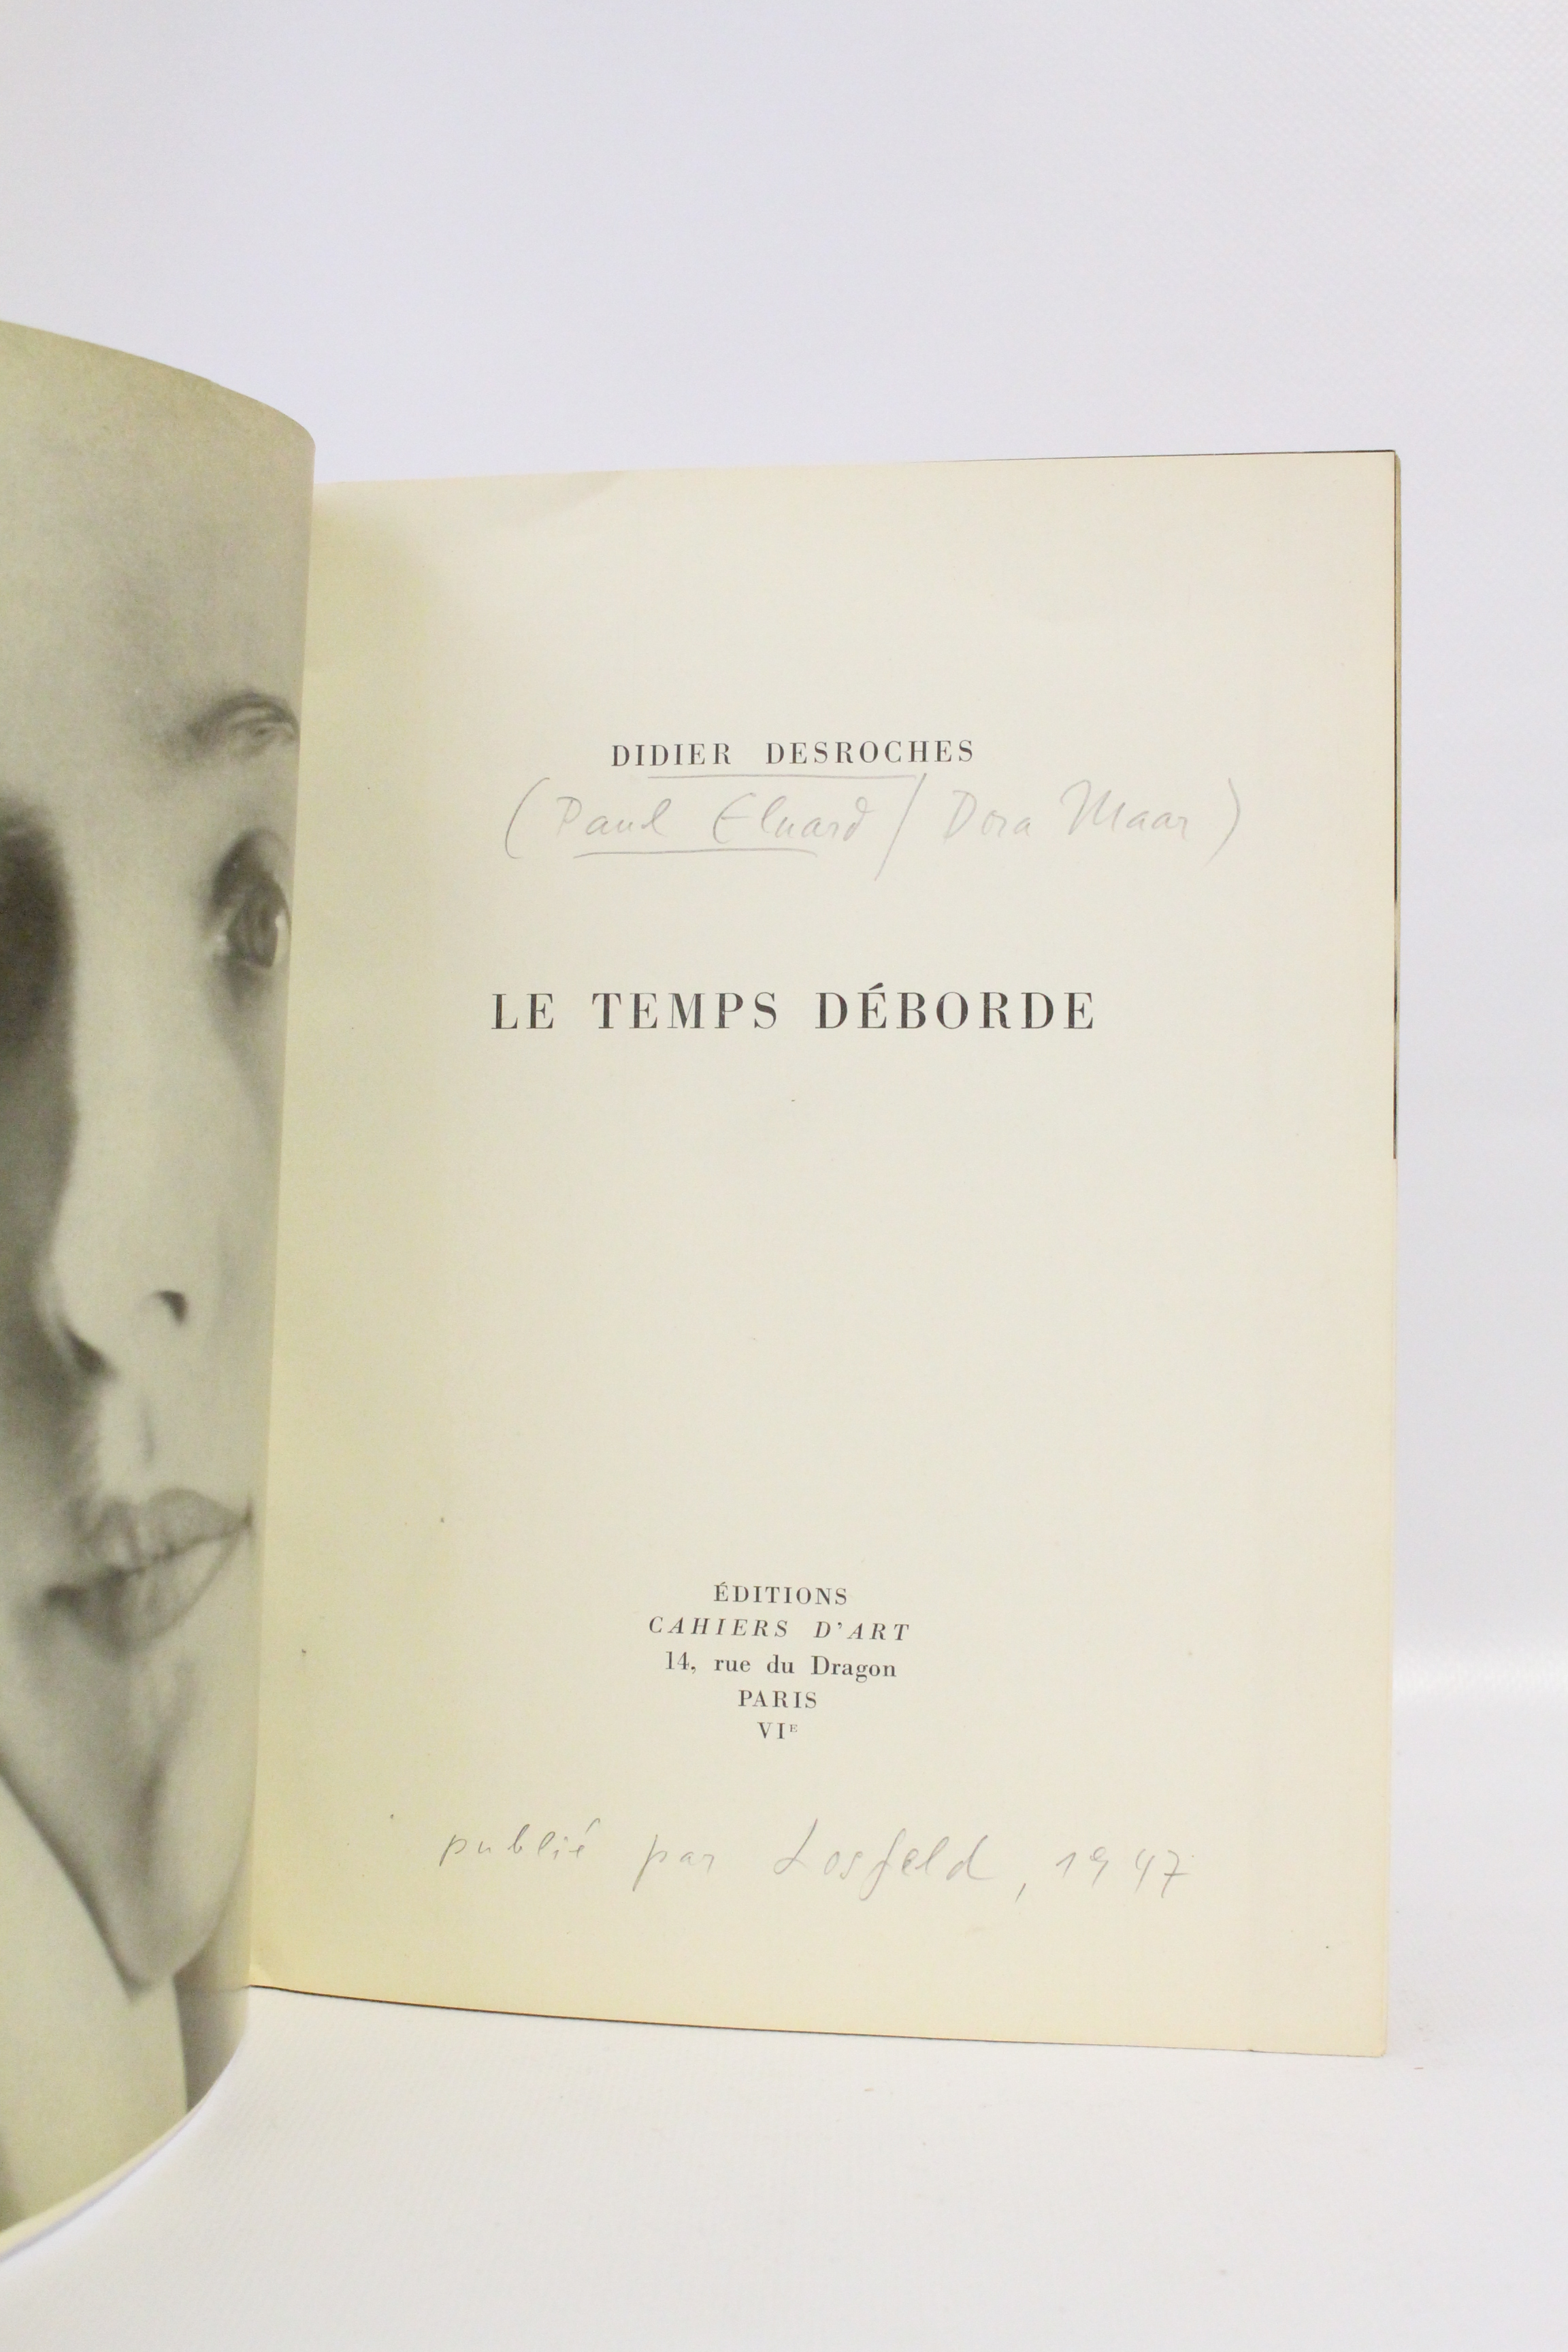 DIDIER DESROCHES
(Paul Eluard / Dora Maar)
LE TEMPS DÉBORDE
ÉDITIONS
CAHIERS D'ART
14, rue du Dragon
PARIS
VIE
publié par Losfeld, 1947